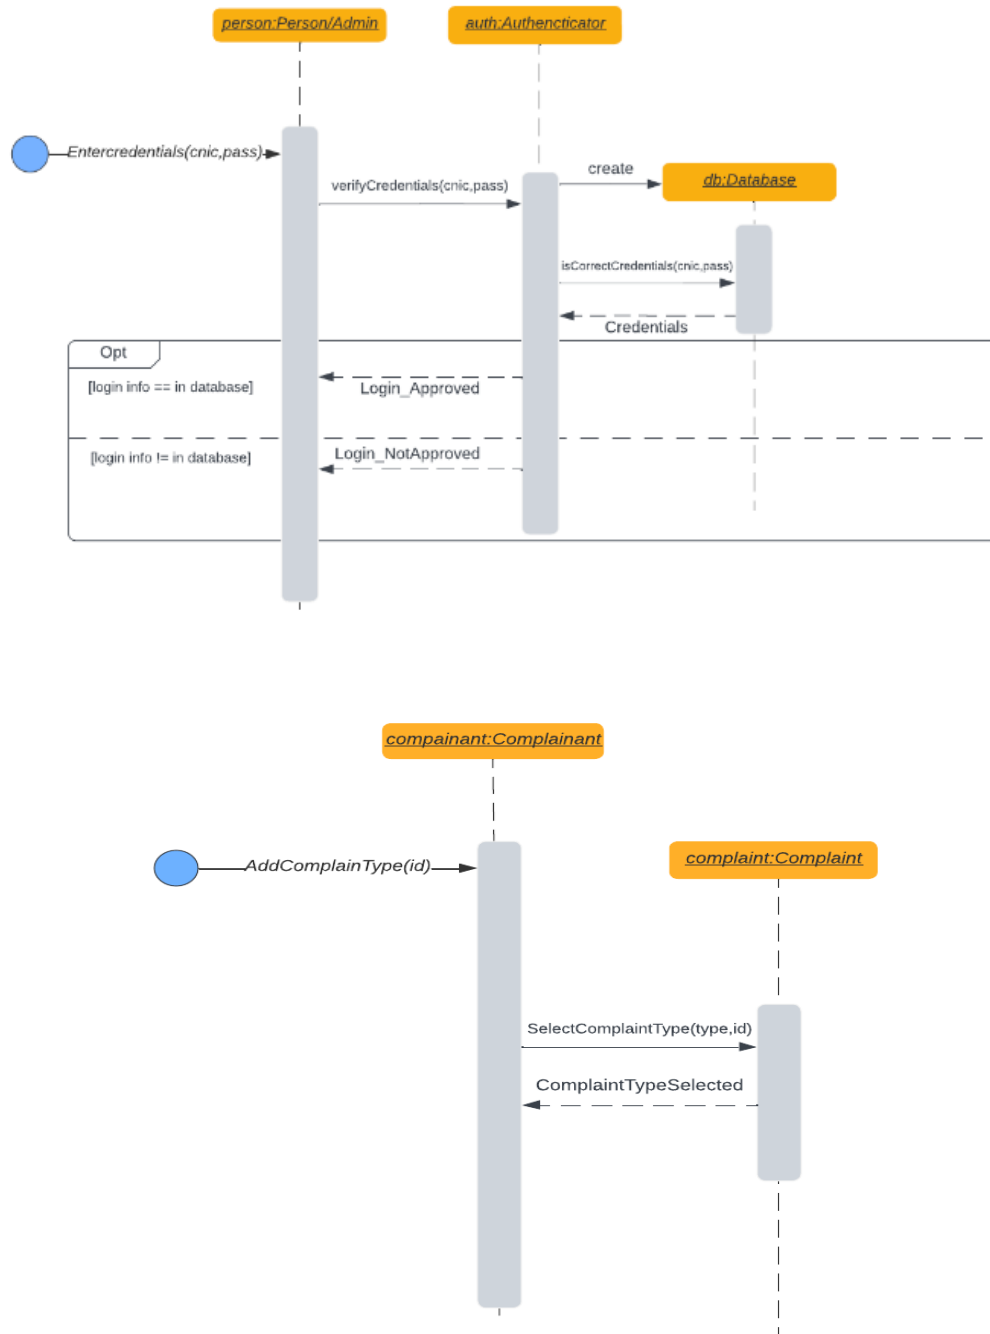 person:Person/Admin
auth:Authencticator
Entercredentials(cnic,pass)
create
db:Database
verifyCredentials(cnic,pass)
isCorrectCredentials(cnic,pass)
Credentials
Opt
[login info == in database]
Login_Approved
[login info != in database]
Login_NotApproved
compainant:Complainant
AddComplainType(id)
complaint:Complaint
SelectComplaintType(type,id)
ComplaintTypeSelected